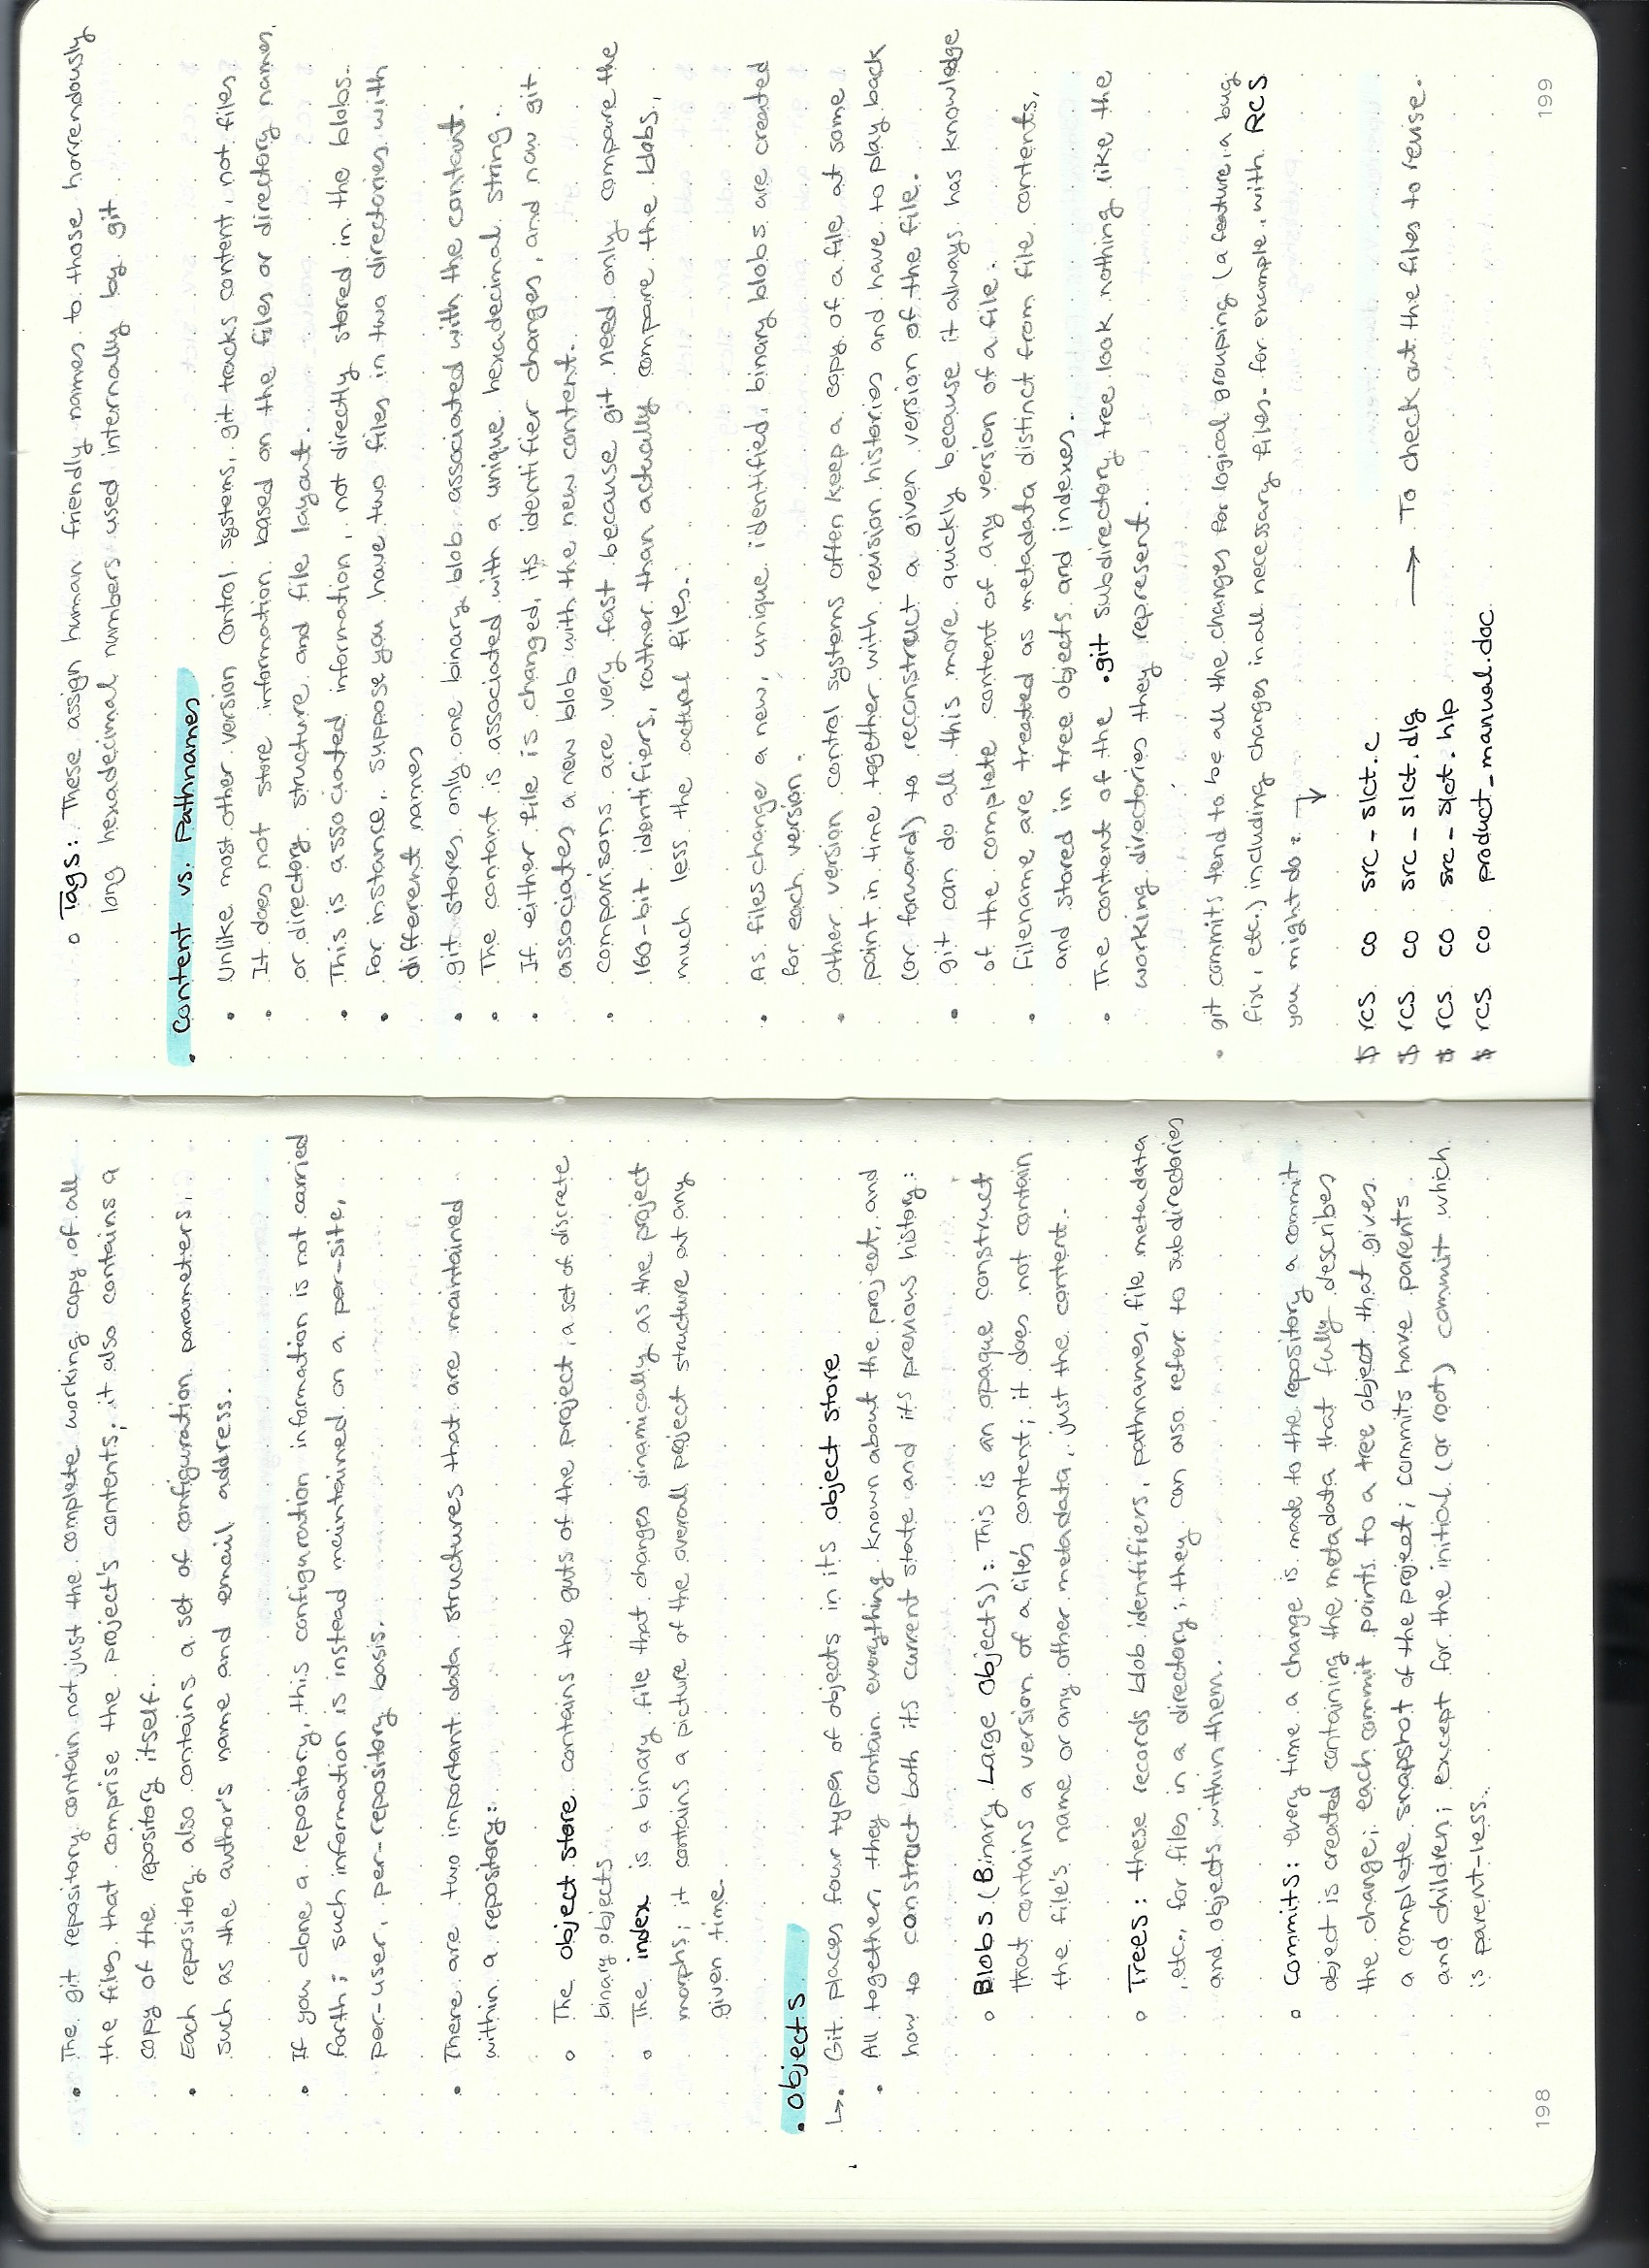 • The git repository contain not just the complete working copy of all
the files that comprise the project's contents; it also contains a
copy of the repository itself.
• Each repository also contains a set of configuration parameters,
such as the author's name and email address.
• If you clone a repository, this configuration information is not carried
forth; such information is instead maintained on a per-site,
per-user, per-repository basis.
• There are two important data structures that are maintained
within a repository:
○ The object store contains the guts of the project, a set of discrete
binary objects
○ The index is a binary file that changes dinamically as the project
morphs; it contains a picture of the overall project structure at any
given time.
• Objects
↳• Git places four types of objects in its object store
• All together, they contain everything known about the project, and
how to construct both its current state and its previous history:
○ Blobs (Binary Large Objects): This is an opaque construct
that contains a version of a file's content; it does not contain
the file's name or any other metadata, just the content.
○ Trees: these records blob identifiers, pathnames, file metadata
, etc., for files in a directory; they can also refer to subdirectories
and objects within them.
○ Commits: every time a change is made to the repository a commit
object is created containing the metadata that fully describes
the change; each commit points to a tree object that gives
a complete snapshot of the project; commits have parents
and children; except for the initial (or root) commit which
is parent-less.
198
○ Tags: These assign human friendly names to those horrendously
long hexadecimal numbers used internally by git
• Content vs. Pathnames
• Unlike most other version control systems, git tracks content, not files.
• It does not store information based on the files or directory names,
or directory structure and file layout.
• This is associated information, not directly stored in the blobs.
• For instance, suppose you have two files in two directories with
different names
• git stores only one binary blob associated with the contant.
• The contant is associated with a unique hexadecimal string.
• If either file is changed, its identifier changes, and now git
associates a new blob with the new content.
• comparisons are very fast because git need only compare the
160-bit identifiers, rather than actually compare the blobs,
much less the actual files.
• As files change a new, unique identified, binary blobs are created
for each version.
• Other version control systems often keep a copy of a file at some
point in time together with revision histories and have to play back
(or forward) to reconstruct a given version of the file.
• git can do all this more quickly because it always has knowledge
of the complete content of any version of a file.
• Filename are treated as metadata distinct from file contents,
and stored in tree objects and indexes.
• The content of the .git subdirectory tree look nothing like the
working directories they represent.
• git commits tend to be all the changes for logical grouping (a feature, a bug
fix, etc.) including changes in all necessary files. for example, with RCS
you might do: ↓
$ rcs co src_slct.c
$ rcs co src_slct.dlg → To check out the files to revise.
$ rcs co src_slct.hlp
$ rcs co product_manual.doc
199